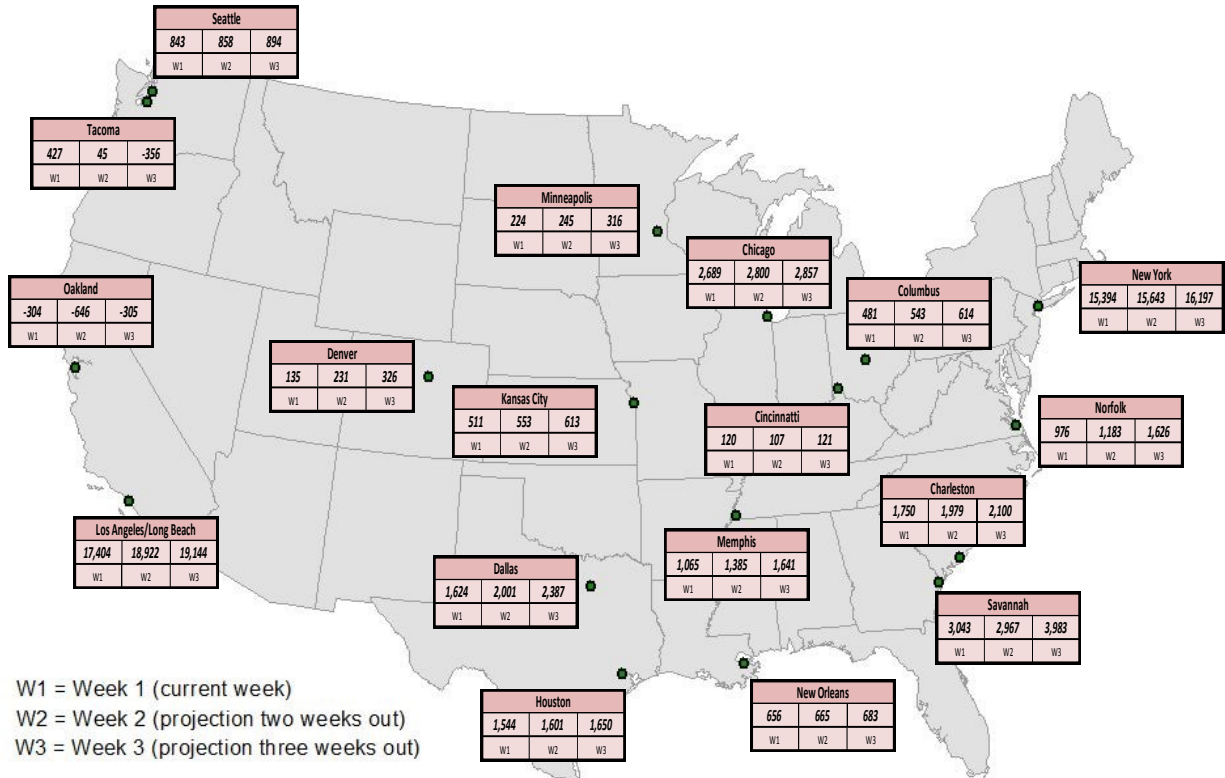 Seattle
843 858 894
W1 W2 W3
Tacoma
427 45 -356
W1 W2 W3
Minneapolis
224 245 316
W1 W2 W3
Chicago
2,689 2,800 2,857
W1 W2 W3
New York
15,394 15,643 16,197
W1 W2 W3
Oakland
-304 -646 -305
W1 W2 W3
Columbus
481 543 614
W1 W2 W3
Denver
135 231 326
W1 W2 W3
Kansas City
511 553 613
W1 W2 W3
Cincinnatti
120 107 121
W1 W2 W3
Norfolk
976 1,183 1,626
W1 W2 W3
Charleston
1,750 1,979 2,100
W1 W2 W3
Los Angeles/Long Beach
17,404 18,922 19,144
W1 W2 W3
Memphis
1,065 1,385 1,641
W1 W2 W3
Dallas
1,624 2,001 2,387
W1 W2 W3
Savannah
3,043 2,967 3,983
W1 W2 W3
New Orleans
656 665 683
W1 W2 W3
Houston
1,544 1,601 1,650
W1 W2 W3
W1 = Week 1 (current week)
W2 = Week 2 (projection two weeks out)
W3 = Week 3 (projection three weeks out)